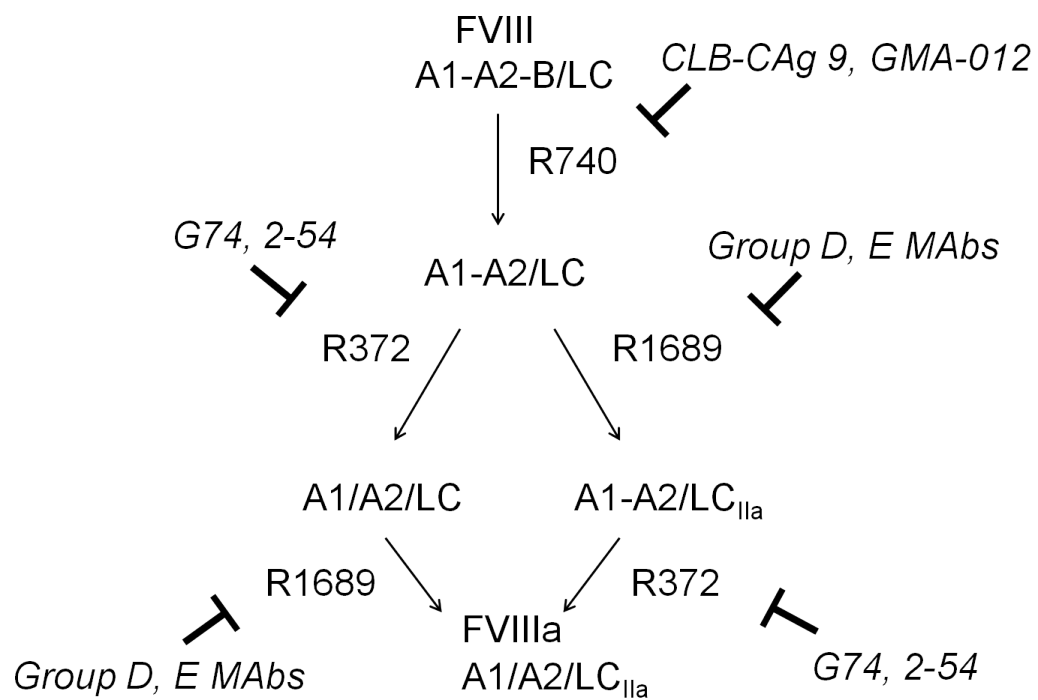 FVIII
A1-A2-B/LC
CLB-CAg 9, GMA-012
R740
G74, 2-54
Group D, E MAbs
A1-A2/LC
R372
R1689
A1/A2/LC
A1-A2/LCIIa
R1689
R372
FVIIIa
A1/A2/LCIIa
Group D, E MAbs
G74, 2-54